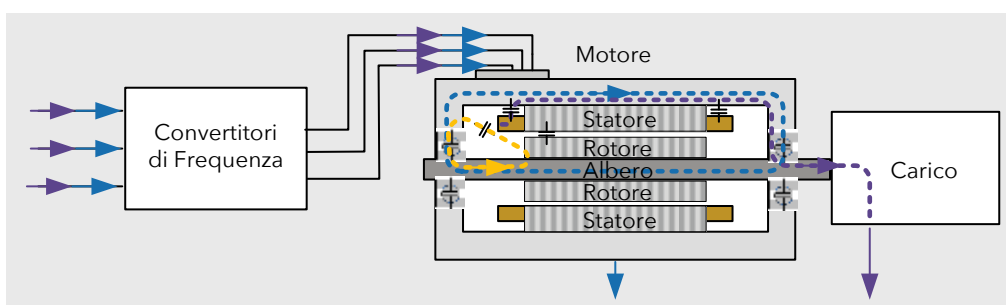 Motore
Convertitori
di Frequenza
Statore
Rotore
Albero
Rotore
Statore
Carico